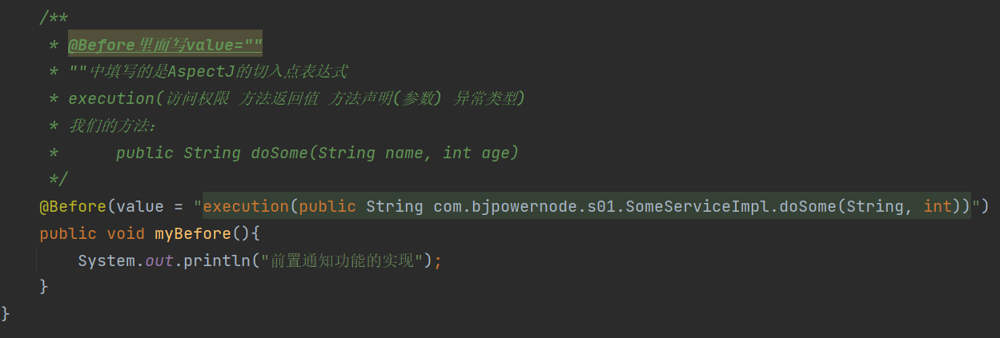 /**
* @Before里面写value=""
* ""中填写的是AspectJ的切入点表达式
* execution(访问权限 方法返回值 方法声明(参数) 异常类型)
* 我们的方法:
*      public String doSome(String name, int age)
*/
@Before(value = "execution(public String com.bjpowernode.s01.SomeServiceImpl.doSome(String, int))")
public void myBefore(){
    System.out.println("前置通知功能的实现");
}
}